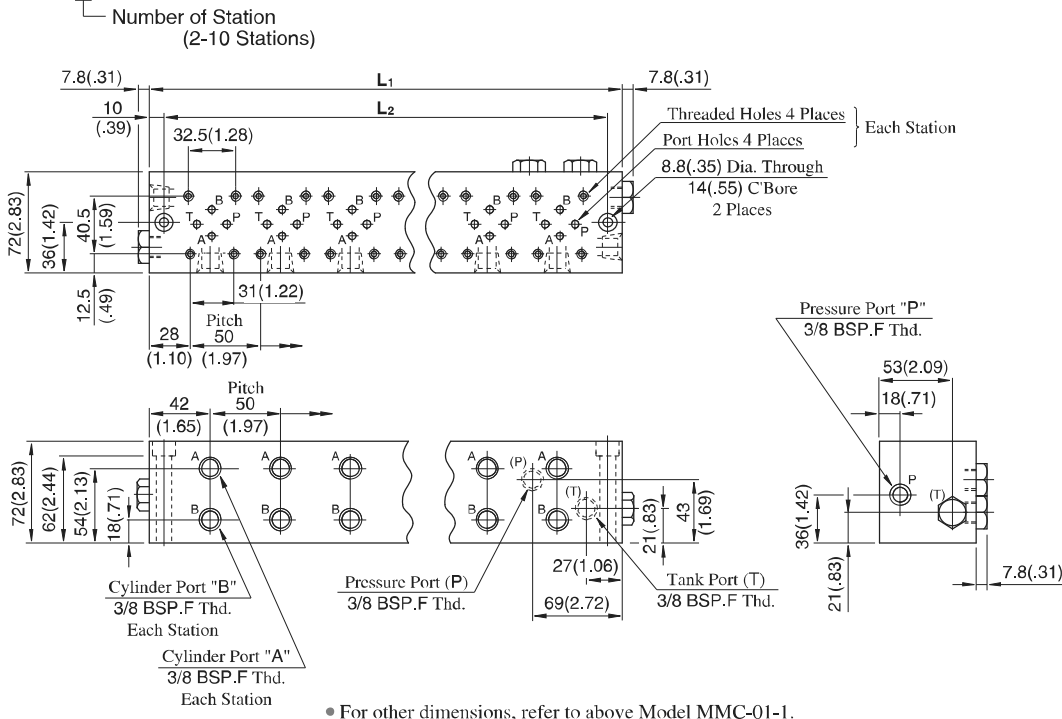 Number of Station
(2-10 Stations)
7.8(.31)
L1
7.8(.31)
10
(.39)
L2
32.5(1.28)
Threaded Holes 4 Places
Each Station
Port Holes 4 Places
8.8(.35) Dia. Through
14(.55) C'Bore
2 Places
72(2.83)
36(1.42)
40.5
(1.59)
12.5
(.49)
T B P A
T B P A
T B P A
T B P A
T B P A
31(1.22)
28
(1.10)
Pitch
50
(1.97)
Pressure Port "P"
3/8 BSP.F Thd.
53(2.09)
18(.71)
P
(T)
36(1.42)
21(.83)
7.8(.31)
42
(1.65)
Pitch
50
(1.97)
72(2.83)
62(2.44)
54(2.13)
18(.71)
A A A A (P) A
B B B B (T) B
21(.83)
43
(1.69)
27(1.06)
69(2.72)
Cylinder Port "B"
3/8 BSP.F Thd.
Each Station
Cylinder Port "A"
3/8 BSP.F Thd.
Each Station
Pressure Port (P)
3/8 BSP.F Thd.
Tank Port (T)
3/8 BSP.F Thd.
● For other dimensions, refer to above Model MMC-01-1.